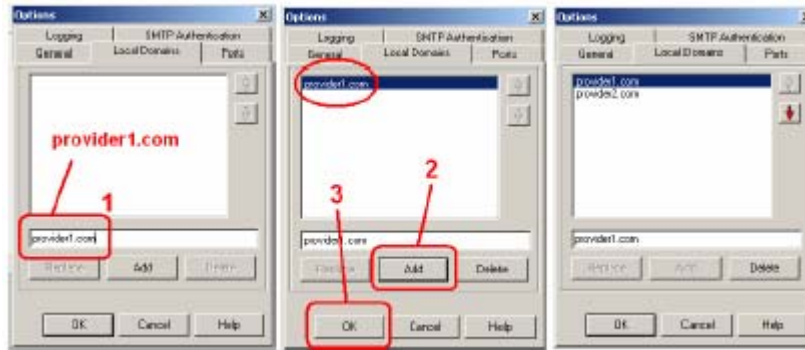 Options
Logging SMTP Authentication
General Local Domains Ports
provider1.com
1
provider1.com
Replace Add Delete
OK Cancel Help
Options
Logging SMTP Authentication
General Local Domains Ports
provider1.com
2
3
provider1.com
Replace Add Delete
OK Cancel Help
Options
Logging SMTP Authentication
General Local Domains Ports
provider1.com
provider2.com
provider1.com
Replace Add Delete
OK Cancel Help